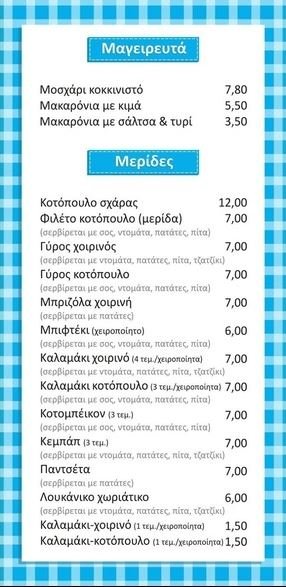 Μαγειρευτά
Μοσχάρι κοκκινιστό 7,80
Μακαρόνια με κιμά 5,50
Μακαρόνια με σάλτσα & τυρί 3,50
Μερίδες
Κοτόπουλο σχάρας 12,00
Φιλέτο κοτόπουλο (μερίδα) 7,00
(σερβίρεται με σος, ντομάτα, πατάτες, πίτα)
Γύρος χοιρινός 7,00
(σερβίρεται με ντομάτα, πατάτες, πίτα, τζατζίκι)
Γύρος κοτόπουλο 7,00
(σερβίρεται με σος, ντομάτα, πατάτες, πίτα)
Μπριζόλα χοιρινή 7,00
(σερβίρεται με πατάτες)
Μπιφτέκι (χειροποίητο) 6,00
(σερβίρεται με ντομάτα, πατάτες, πίτα)
Καλαμάκι χοιρινό (4 τεμ./χειροποίητα) 7,00
(σερβίρεται με ντομάτα, πατάτες, πίτα, τζατζίκι)
Καλαμάκι κοτόπουλο (3 τεμ./χειροποίητα) 7,00
(σερβίρεται με σος, ντομάτα, πατάτες, πίτα)
Κοτομπέικον (3 τεμ.) 7,00
(σερβίρεται με σος, ντομάτα, πατάτες, πίτα)
Κεμπάπ (3 τεμ.) 7,00
(σερβίρεται με ντομάτα, πατάτες, πίτα, τζατζίκι)
Παντσέτα 7,00
(σερβίρεται με πατάτες)
Λουκάνικο χωριάτικο 6,00
(σερβίρεται με ντομάτα, πατάτες, πίτα, τζατζίκι)
Καλαμάκι-χοιρινό (1 τεμ./χειροποίητα) 1,50
Καλαμάκι-κοτόπουλο (1 τεμ./χειροποίητα) 1,50